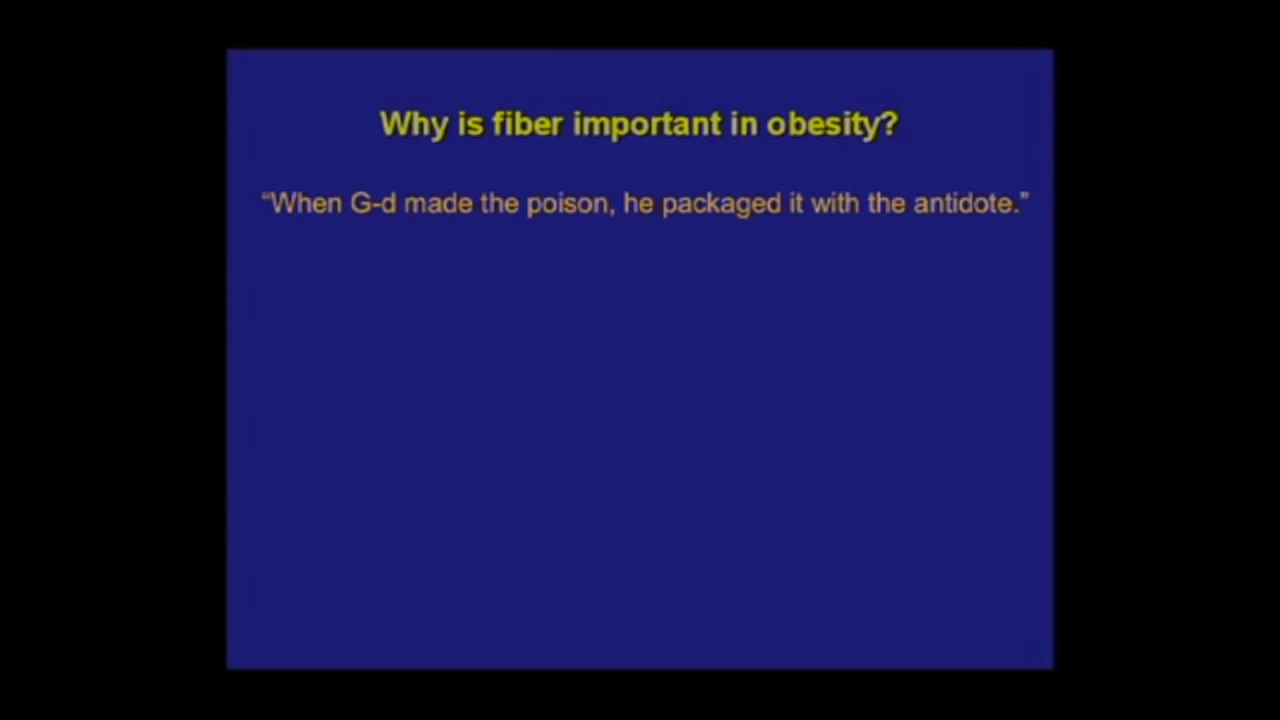 Why is fiber important in obesity?
“When G-d made the poison, he packaged it with the antidote.”